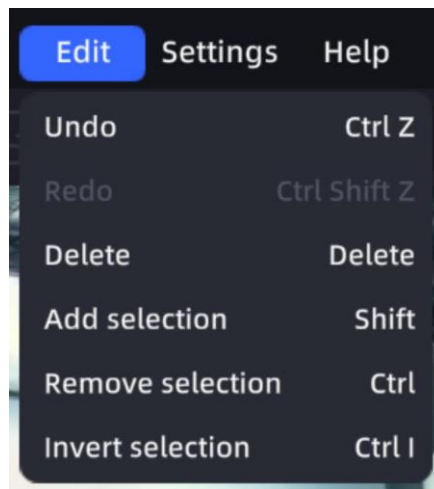 Edit Settings Help
Undo Ctrl Z
Redo Ctrl Shift Z
Delete Delete
Add selection Shift
Remove selection Ctrl
Invert selection Ctrl I